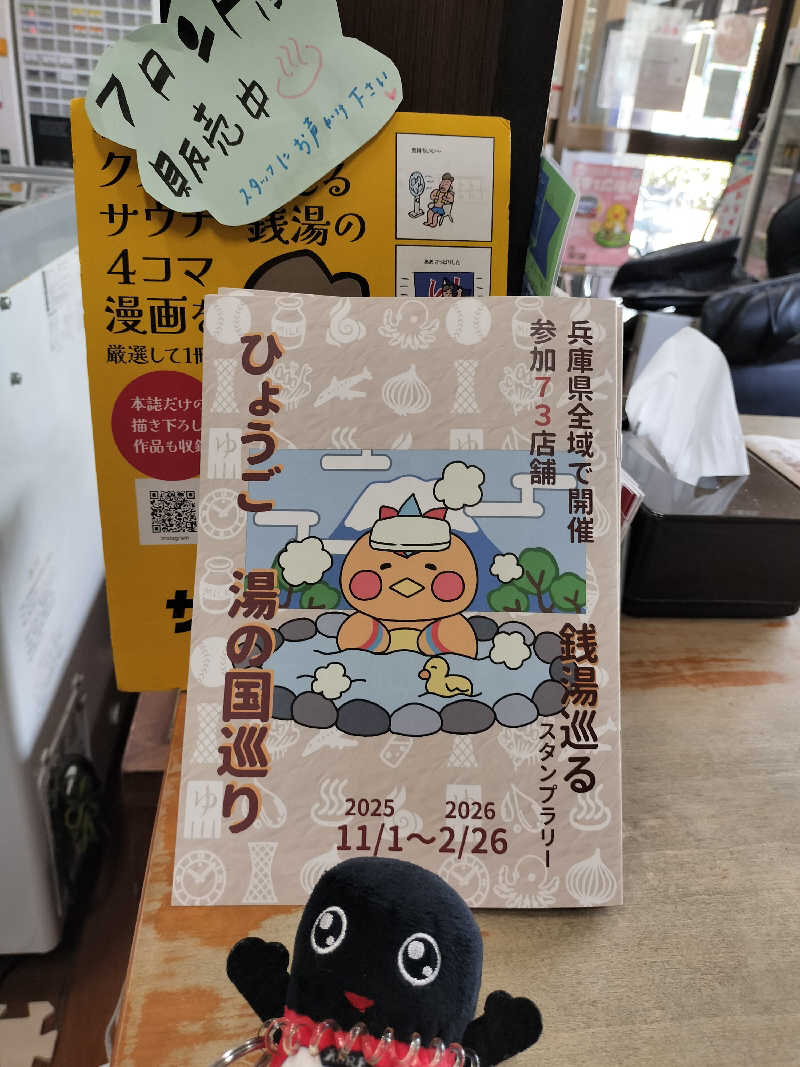 販売中
スタッフにお声かけ下さい
サウナ
銭湯の
4コマ
漫画を
厳選して1冊
本誌だけの
描き下ろし
作品も収録
Instagram
兵庫県全域で開催
参加73店舗
ひょうご 湯の国巡り
銭湯巡る
スタンプラリー
2025 2026
11/1～2/26